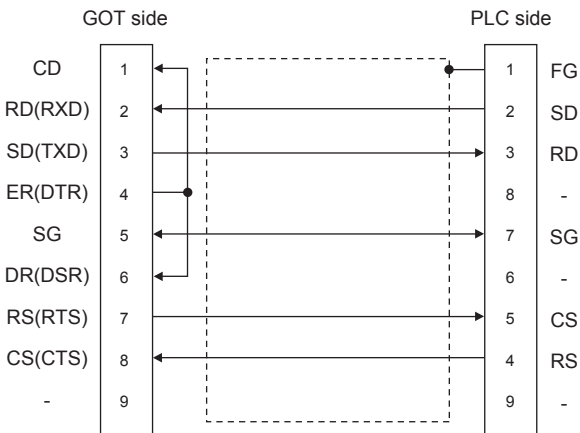 GOT side PLC side
CD 1 1 FG
RD(RXD) 2 2 SD
SD(TXD) 3 3 RD
ER(DTR) 4 8 -
SG 5 7 SG
DR(DSR) 6 6 -
RS(RTS) 7 5 CS
CS(CTS) 8 4 RS
- 9 9 -